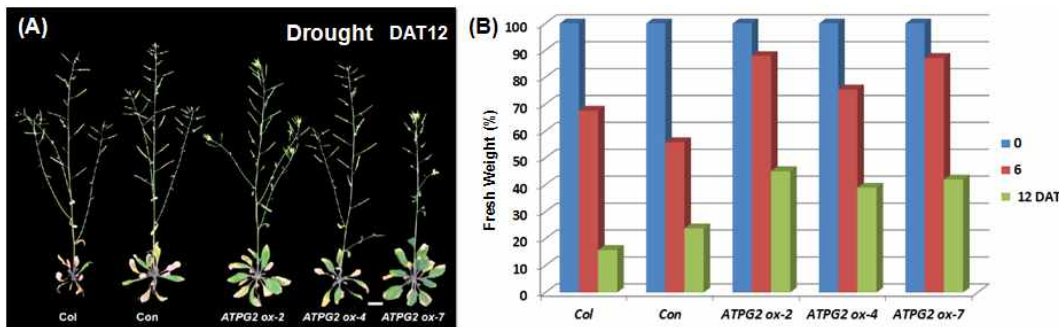 (A)
Drought DAT12
Col Con ATPG2 ox-2 ATPG2 ox-4 ATPG2 ox-7
(B)
Fresh Weight (%)
100
90
80
70
60
50
40
30
20
10
0
Col Con ATPG2 ox-2 ATPG2 ox-4 ATPG2 ox-7
0
6
12 DAT